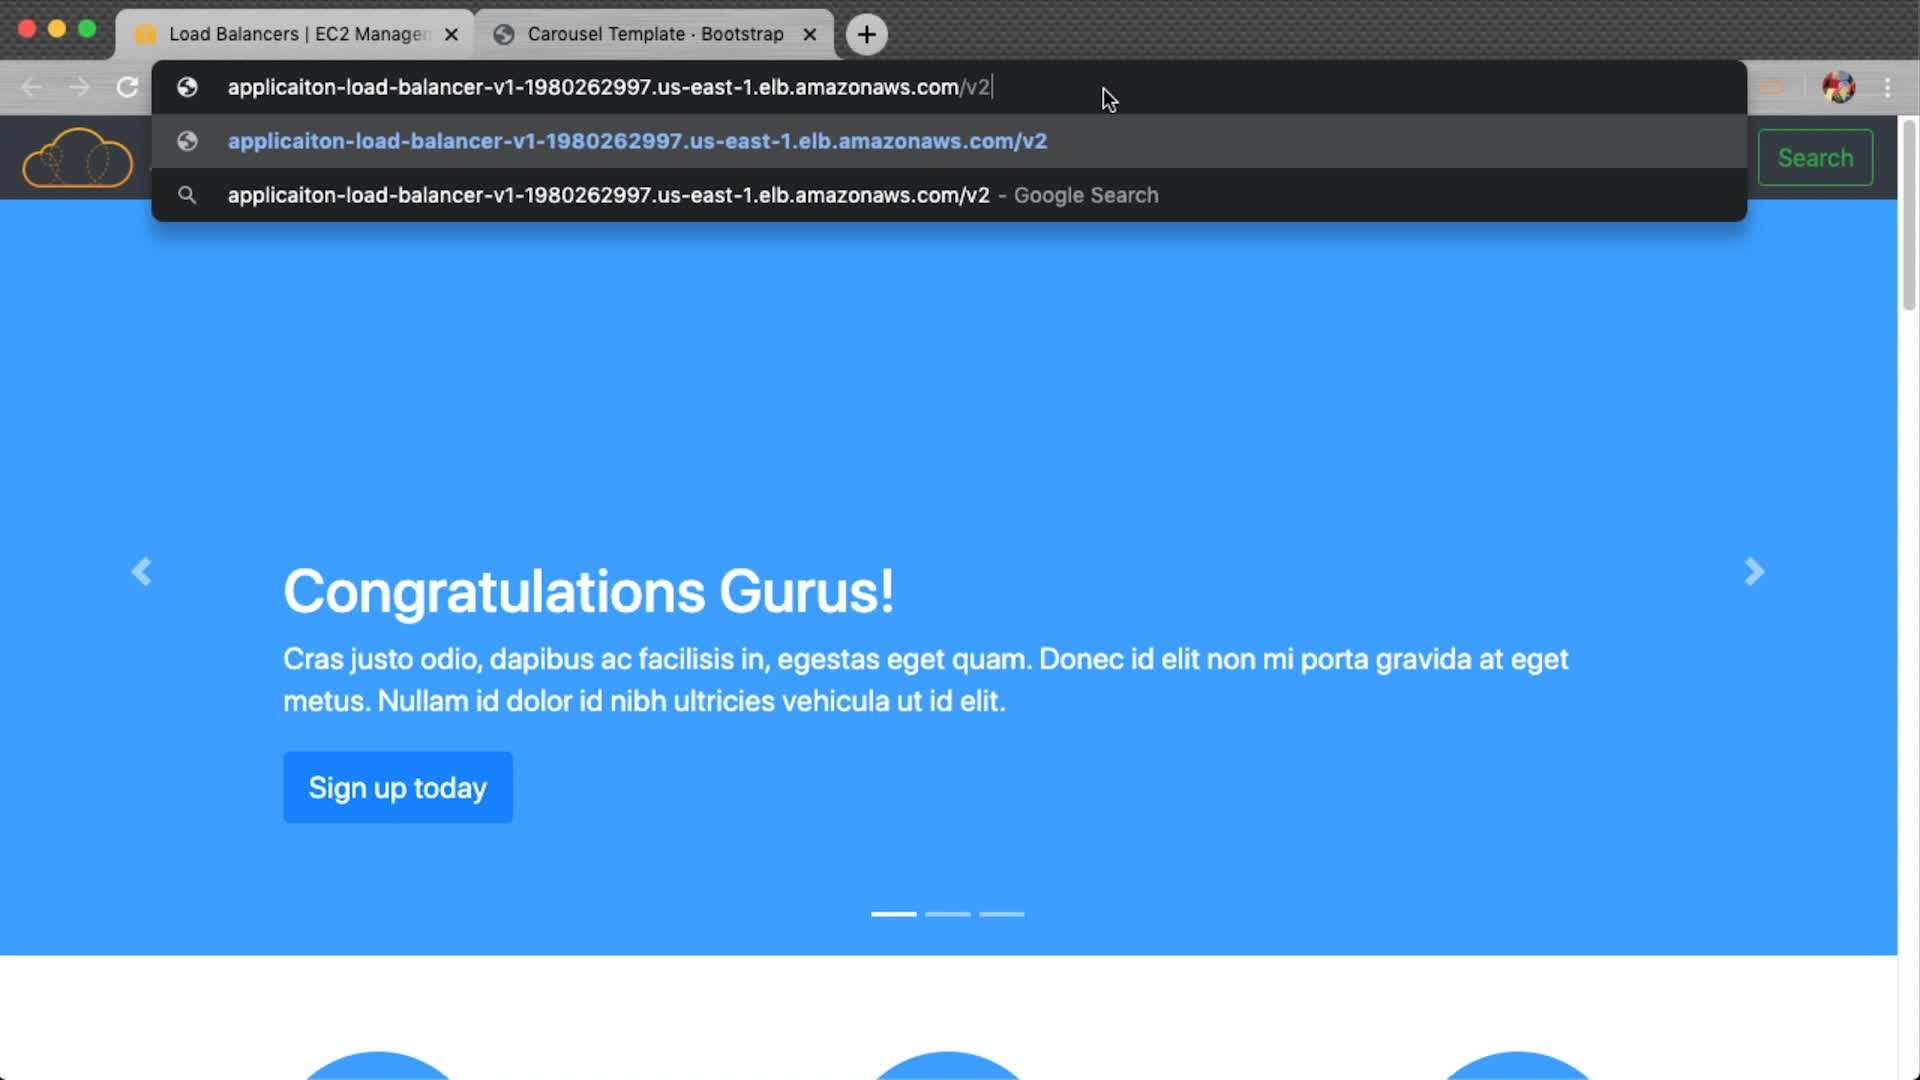 Load Balancers | EC2 Manage
Carousel Template · Bootstrap
applicaiton-load-balancer-v1-1980262997.us-east-1.elb.amazonaws.com/v2
applicaiton-load-balancer-v1-1980262997.us-east-1.elb.amazonaws.com/v2
applicaiton-load-balancer-v1-1980262997.us-east-1.elb.amazonaws.com/v2 - Google Search
Search
Congratulations Gurus!
Cras justo odio, dapibus ac facilisis in, egestas eget quam. Donec id elit non mi porta gravida at eget
metus. Nullam id dolor id nibh ultricies vehicula ut id elit.
Sign up today